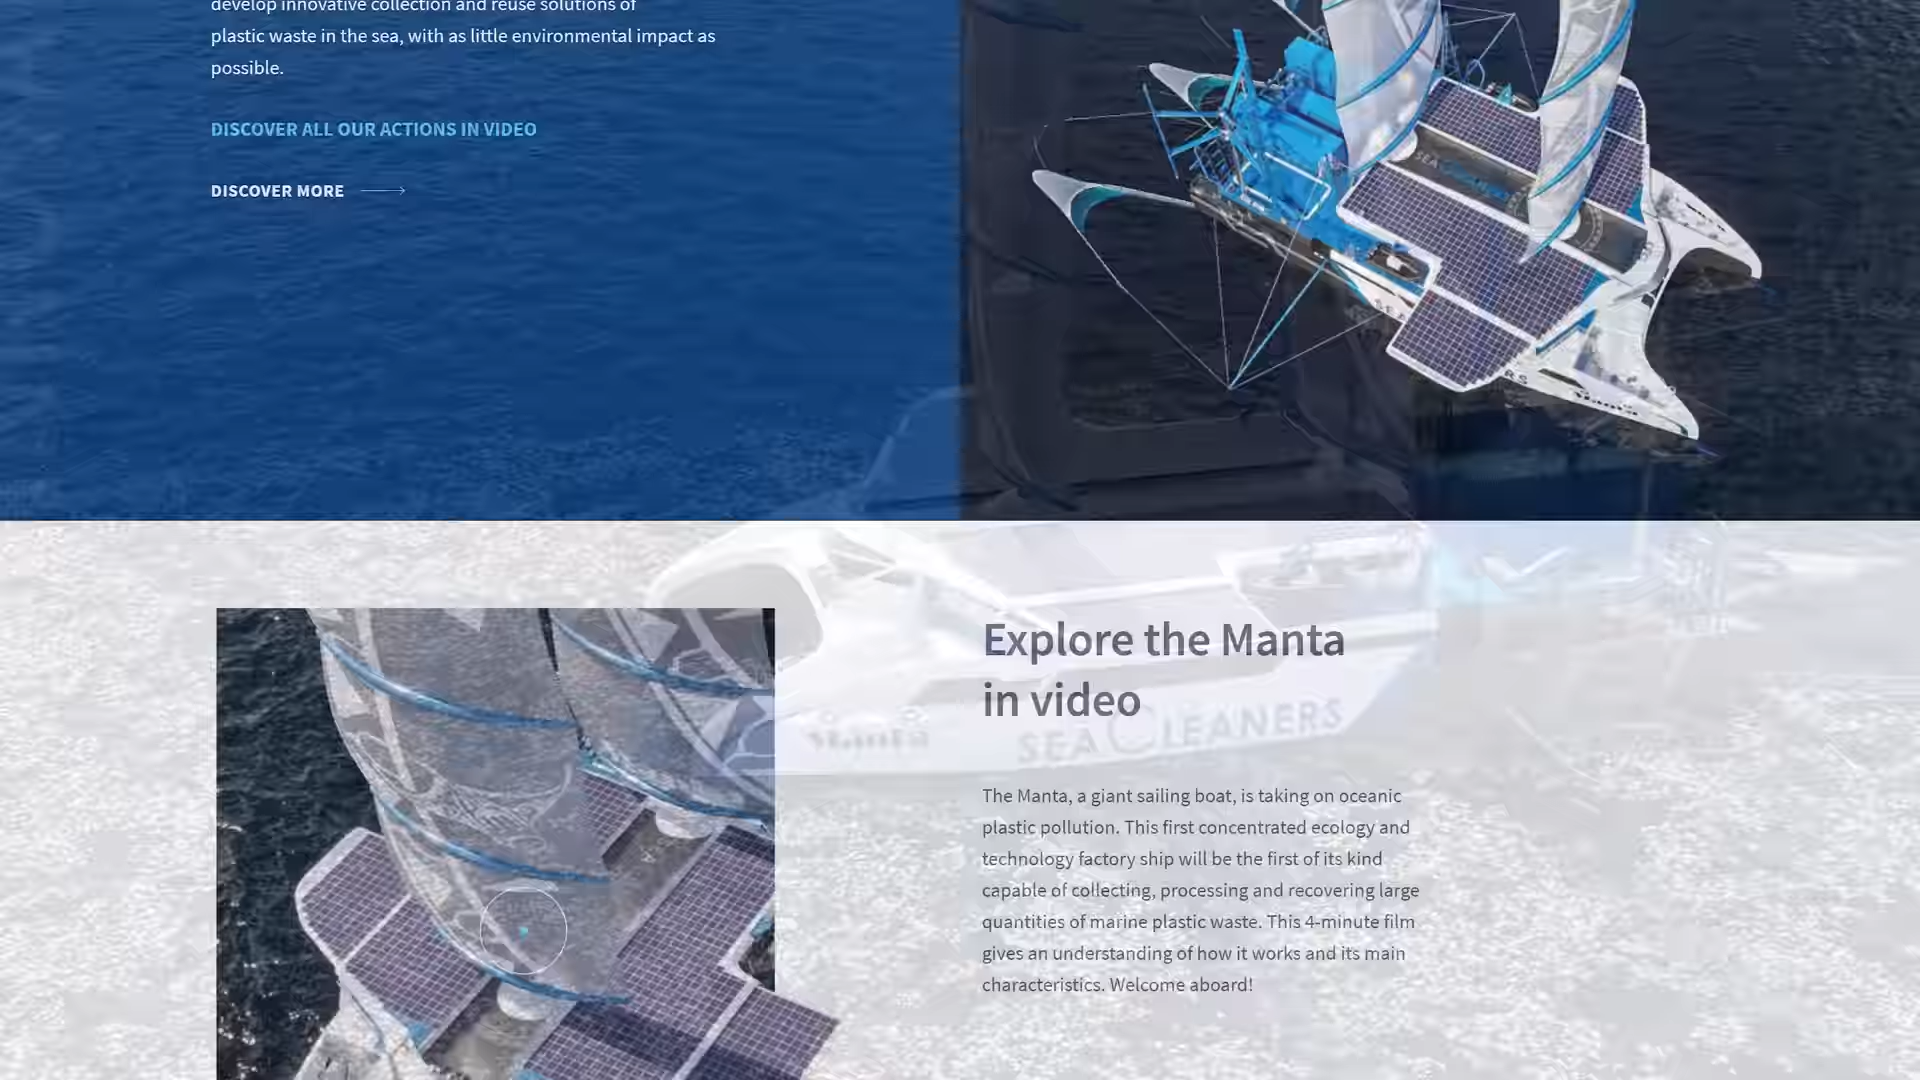 develop innovative collection and reuse solutions of
plastic waste in the sea, with as little environmental impact as
possible.
DISCOVER ALL OUR ACTIONS IN VIDEO
DISCOVER MORE
SEA
Manta
Explore the Manta
in video
Manta
SEACLEANERS
The Manta, a giant sailing boat, is taking on oceanic
plastic pollution. This first concentrated ecology and
technology factory ship will be the first of its kind
capable of collecting, processing and recovering large
quantities of marine plastic waste. This 4-minute film
gives an understanding of how it works and its main
characteristics. Welcome aboard!